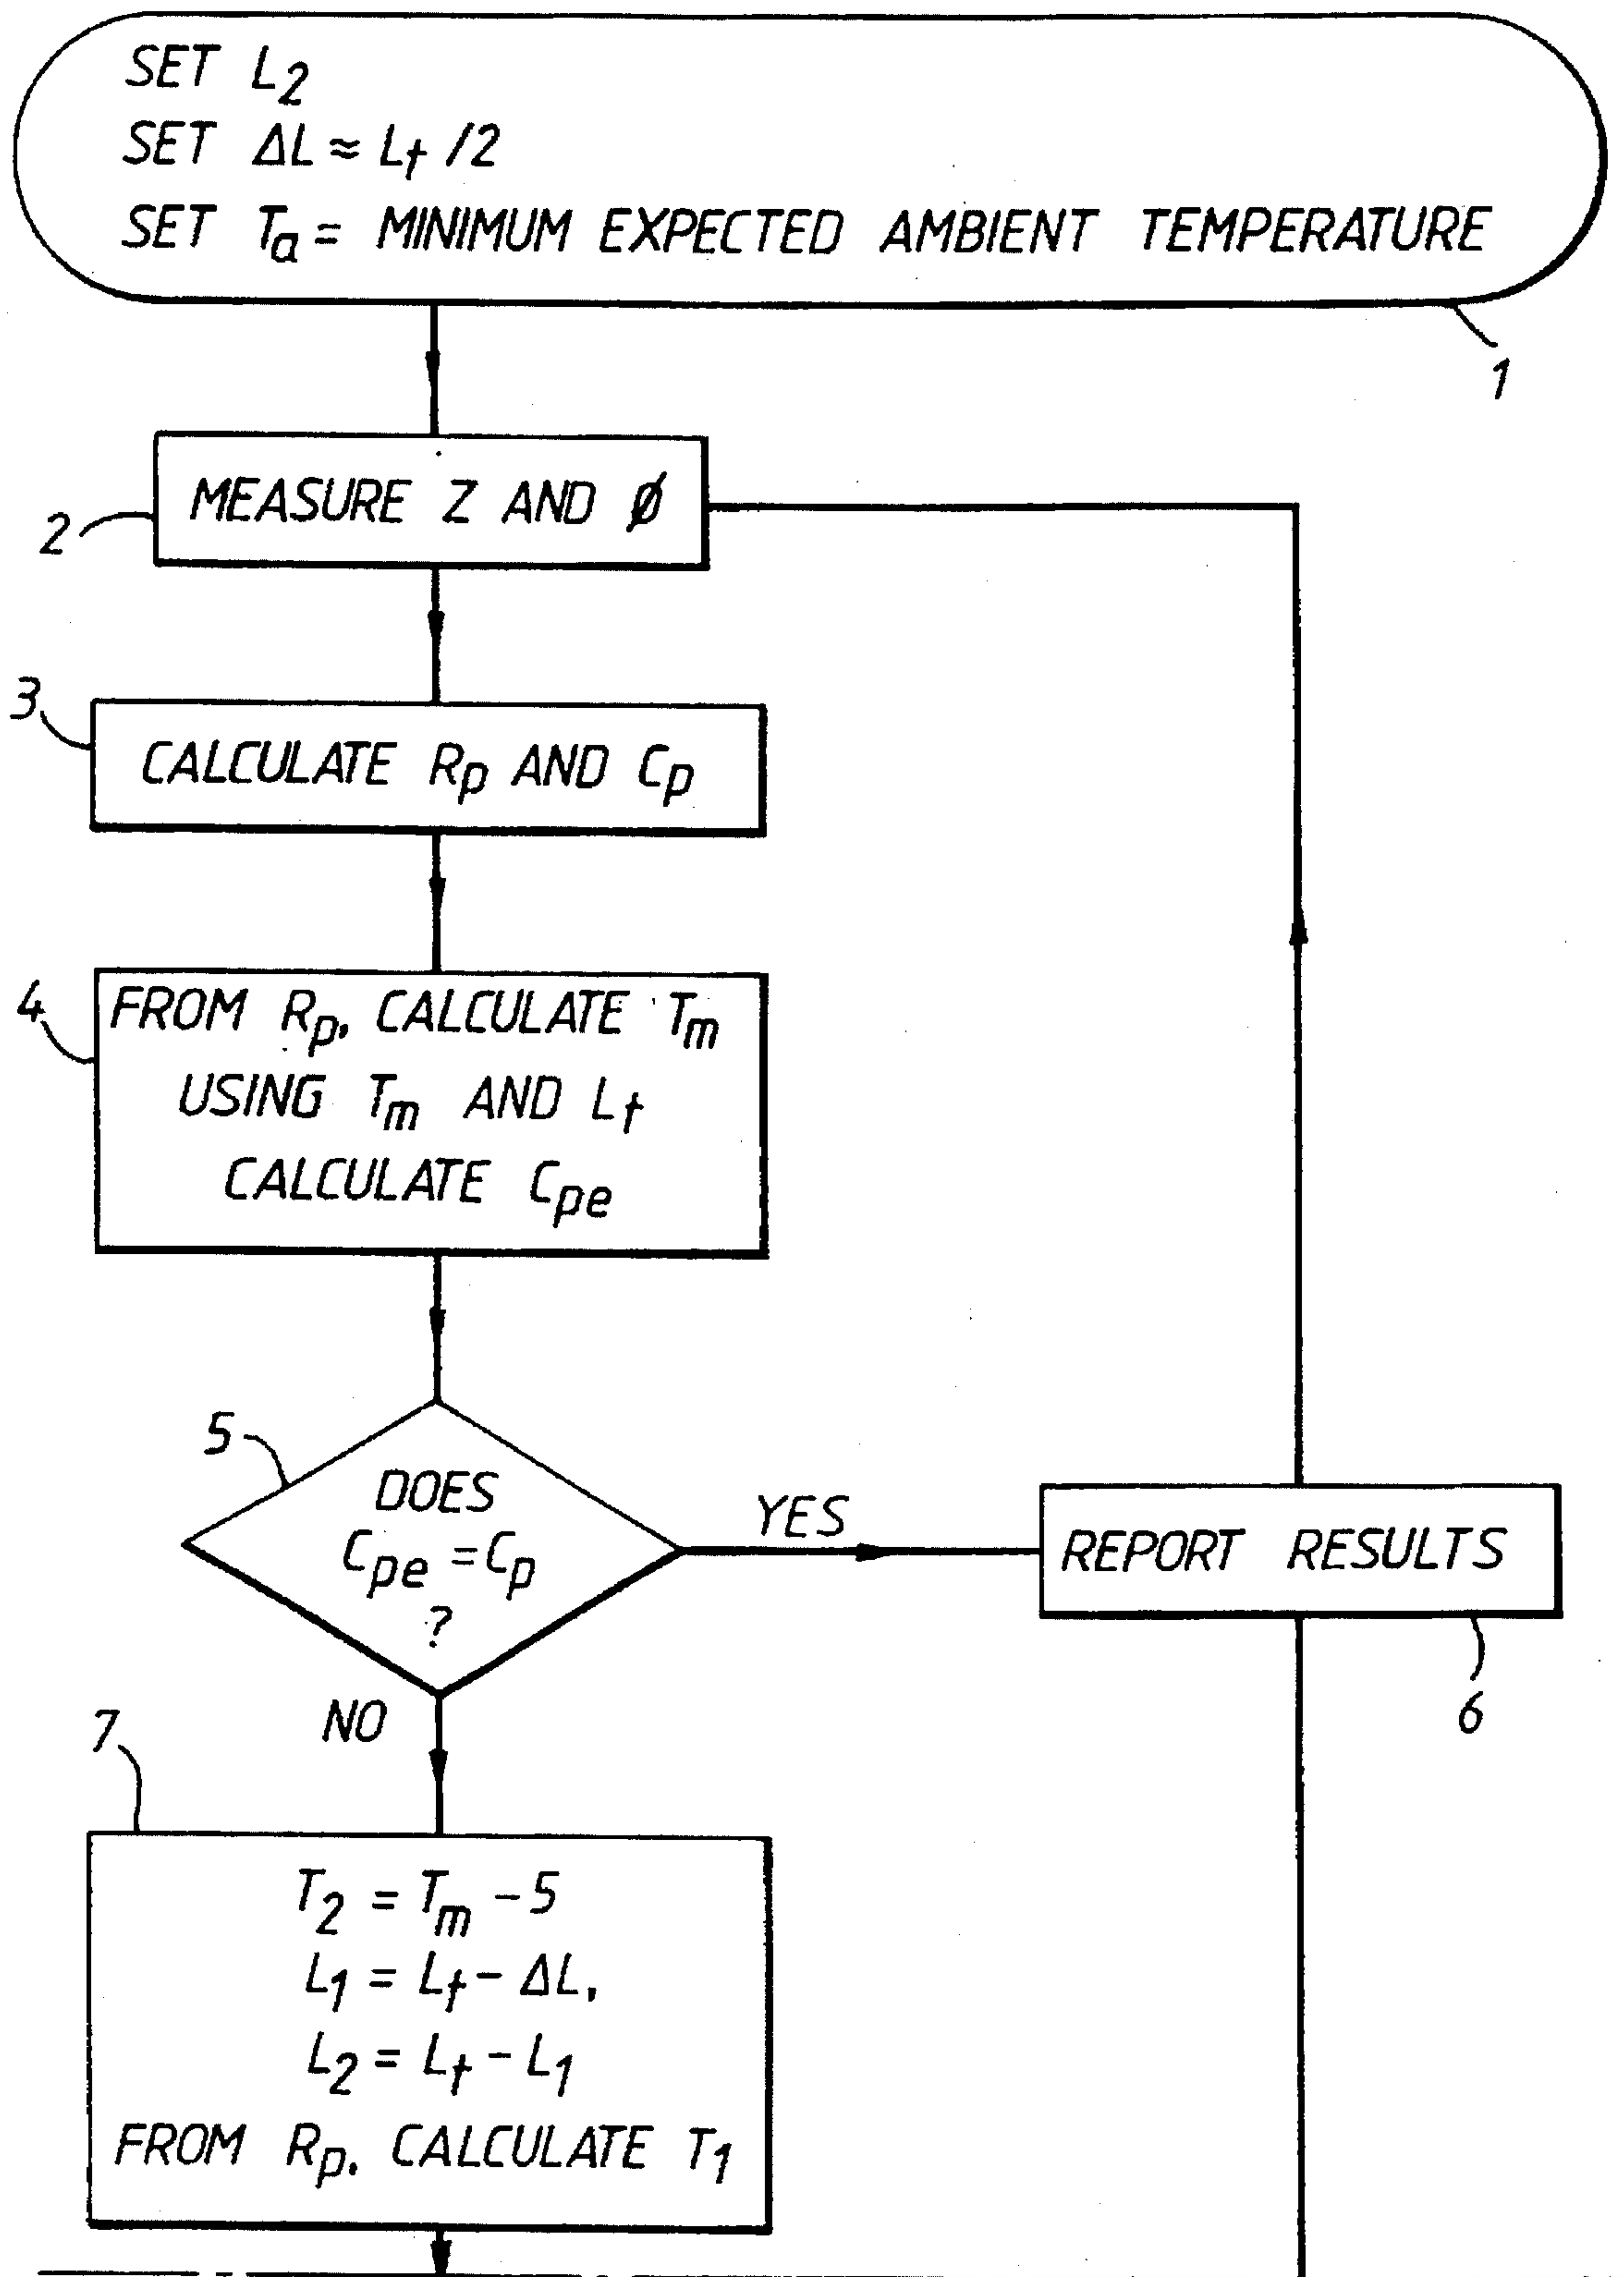 SET L2
SET ΔL ≈ Lt /2
SET Ta = MINIMUM EXPECTED AMBIENT TEMPERATURE
1
MEASURE Z AND Ø
2
3
CALCULATE Rp AND Cp
4
FROM Rp, CALCULATE Tm
USING Tm AND Lt
CALCULATE Cpe
5
DOES
Cpe = Cp
?
YES
REPORT RESULTS
6
NO
7
T2 = Tm - 5
L1 = Lt - ΔL,
L2 = Lt - L1
FROM Rp. CALCULATE T1